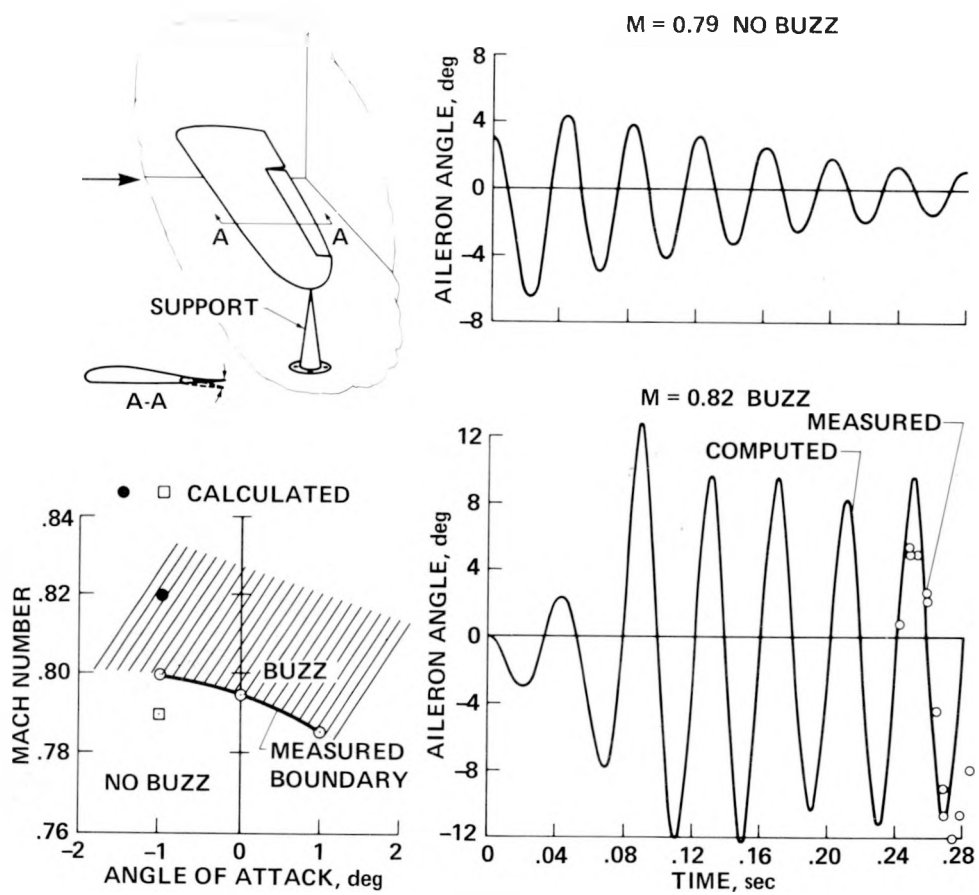 M = 0.79 NO BUZZ
8
4
0
-4
-8
AILERON ANGLE, deg
A A
SUPPORT
A-A
M = 0.82 BUZZ
MEASURED
COMPUTED
12
8
4
0
-4
-8
-12
AILERON ANGLE, deg
0 .04 .08 .12 .16 .20 .24 .28
TIME, sec
CALCULATED
.84
.82
.80
.78
.76
MACH NUMBER
BUZZ
MEASURED
BOUNDARY
NO BUZZ
-2 -1 0 1 2
ANGLE OF ATTACK, deg